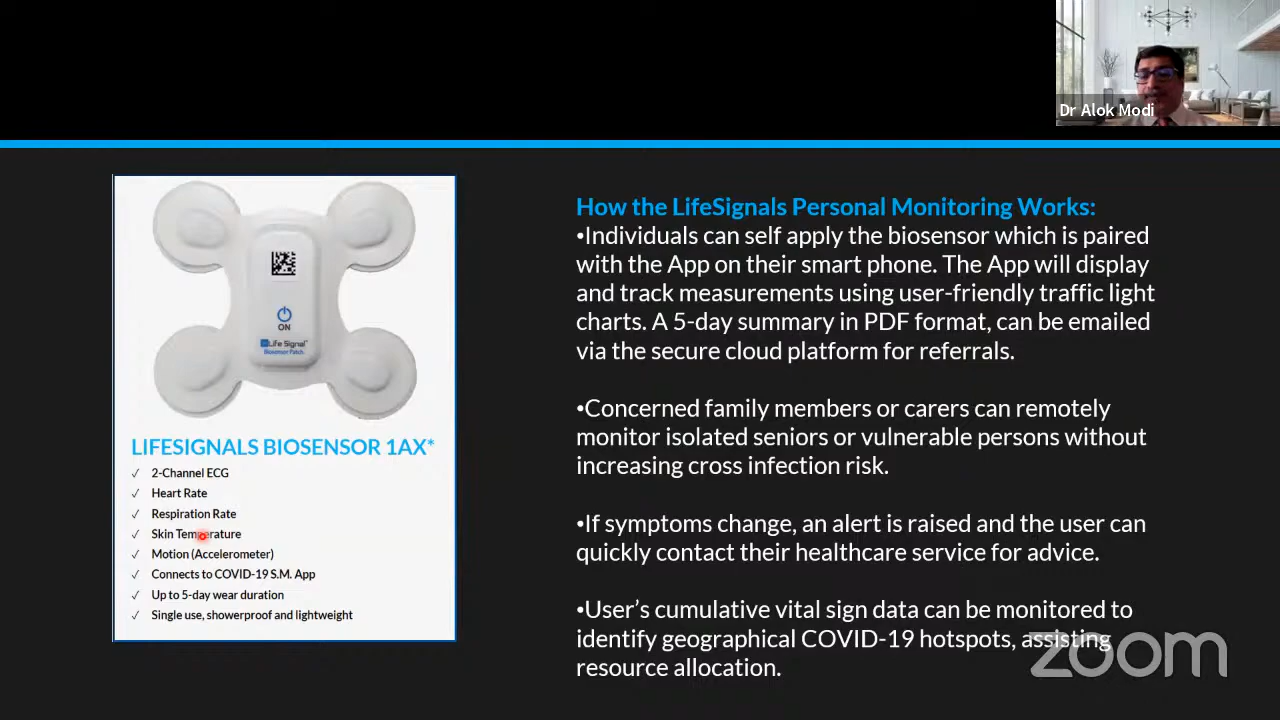 Dr Alok Modi
ON
Life Signal
Biosensor Patch
LIFESIGNALS BIOSENSOR 1AX*
✓ 2-Channel ECG
✓ Heart Rate
✓ Respiration Rate
✓ Skin Temperature
✓ Motion (Accelerometer)
✓ Connects to COVID-19 S.M. App
✓ Up to 5-day wear duration
✓ Single use, showerproof and lightweight
How the LifeSignals Personal Monitoring Works:
•Individuals can self apply the biosensor which is paired
with the App on their smart phone. The App will display
and track measurements using user-friendly traffic light
charts. A 5-day summary in PDF format, can be emailed
via the secure cloud platform for referrals.
•Concerned family members or carers can remotely
monitor isolated seniors or vulnerable persons without
increasing cross infection risk.
•If symptoms change, an alert is raised and the user can
quickly contact their healthcare service for advice.
•User’s cumulative vital sign data can be monitored to
identify geographical COVID-19 hotspots, assisting
resource allocation.
zoom